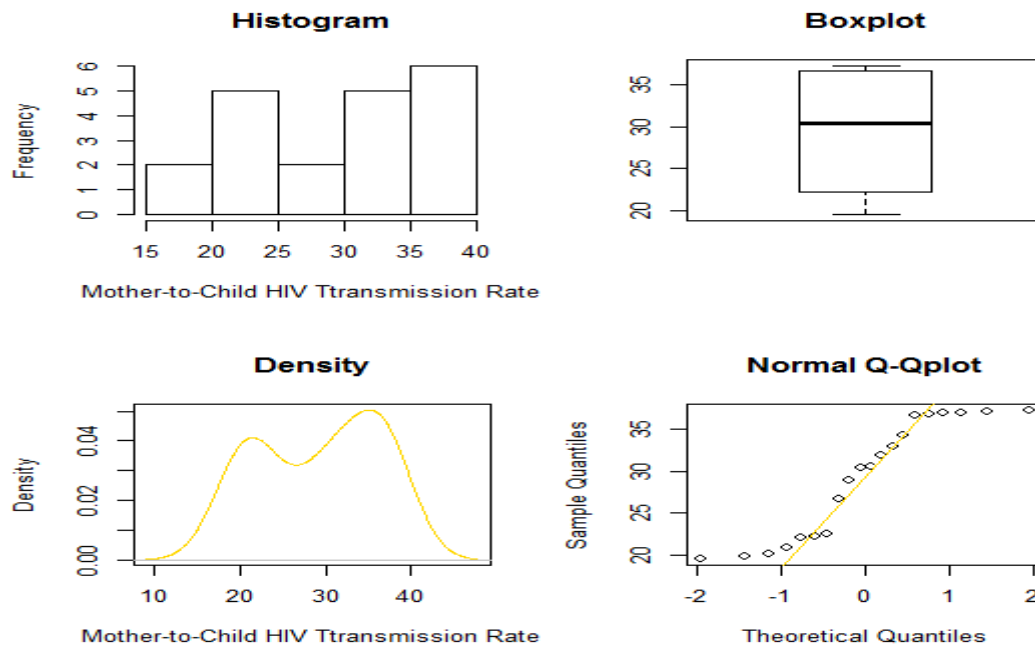 Histogram
Frequency
0 1 2 3 4 5 6
15 20 25 30 35 40
Mother-to-Child HIV Ttransmission Rate
Boxplot
20 25 30 35
Density
Density
0.00 0.02 0.04
10 20 30 40
Mother-to-Child HIV Ttransmission Rate
Normal Q-Qplot
Sample Quantiles
20 25 30 35
-2 -1 0 1 2
Theoretical Quantiles